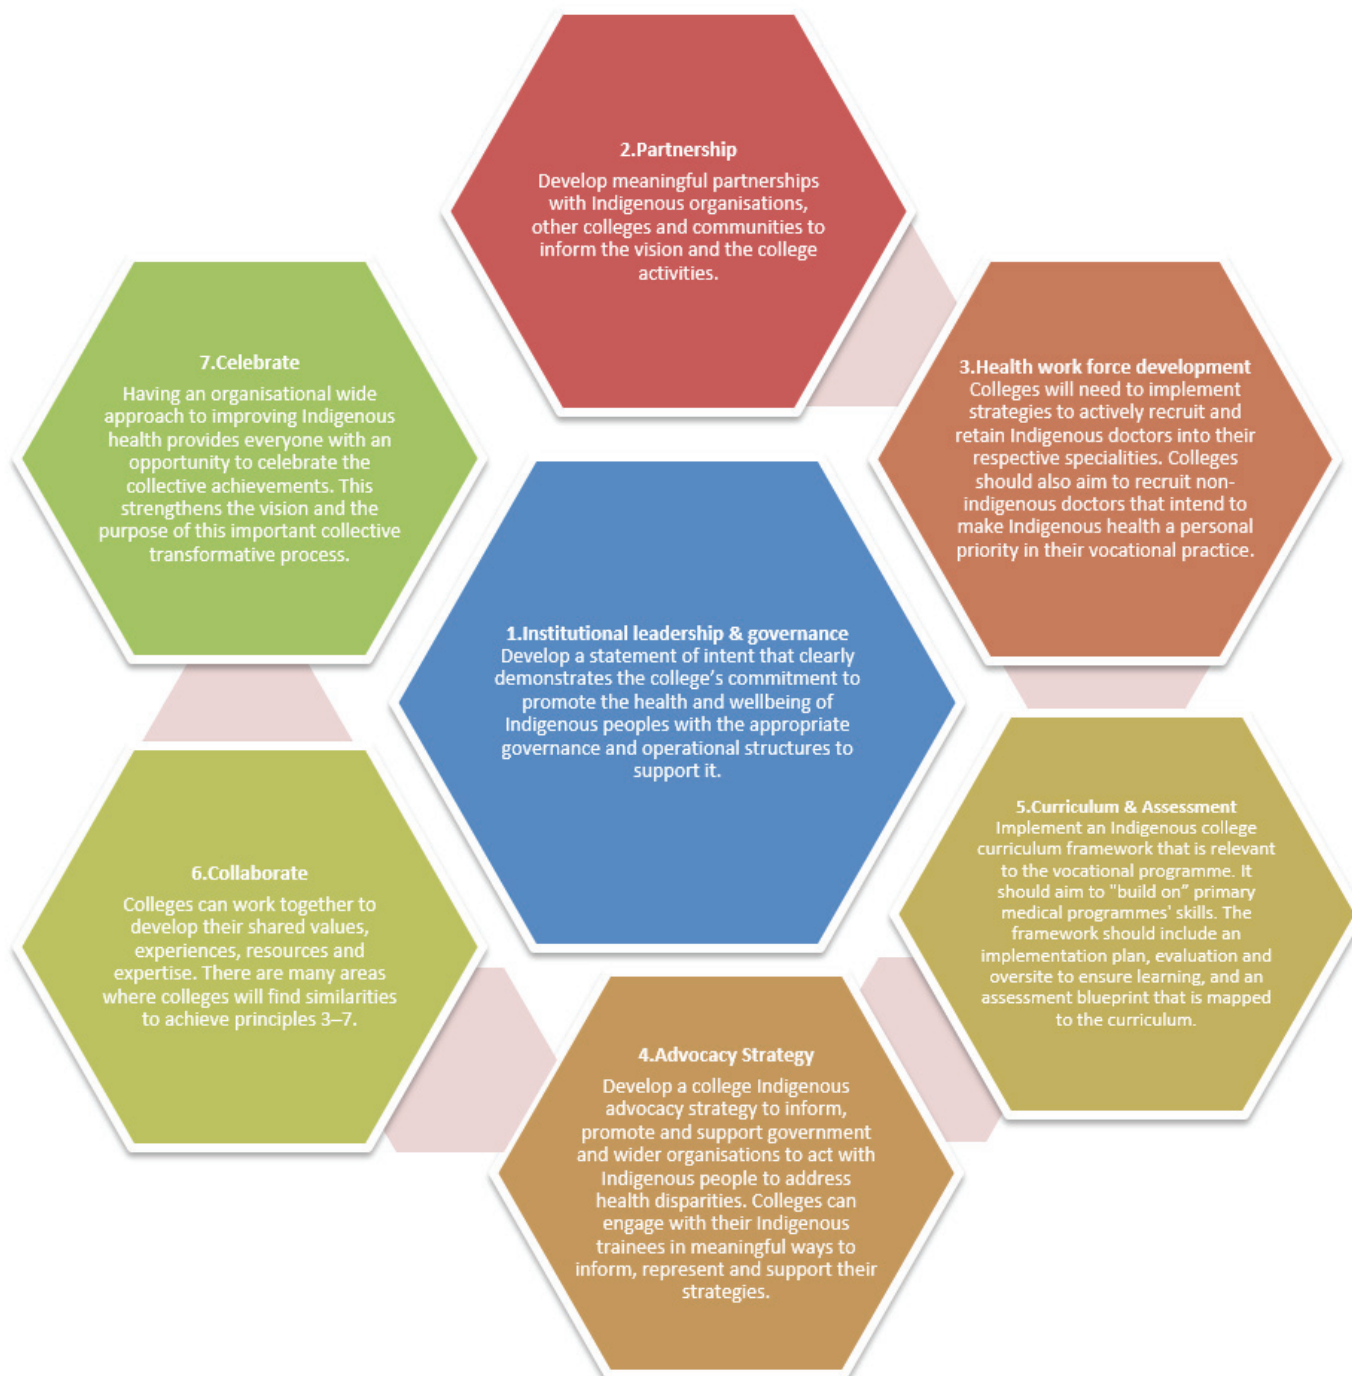 2.Partnership
Develop meaningful partnerships
with Indigenous organisations,
other colleges and communities to
inform the vision and the college
activities.
3.Health work force development
Colleges will need to implement
strategies to actively recruit and
retain Indigenous doctors into their
respective specialities. Colleges
should also aim to recruit non-
indigenous doctors that intend to
make Indigenous health a personal
priority in their vocational practice.
7.Celebrate
Having an organisational wide
approach to improving Indigenous
health provides everyone with an
opportunity to celebrate the
collective achievements. This
strengthens the vision and the
purpose of this important collective
transformative process.
1.Institutional leadership & governance
Develop a statement of intent that clearly
demonstrates the college’s commitment to
promote the health and wellbeing of
Indigenous peoples with the appropriate
governance and operational structures to
support it.
5.Curriculum & Assessment
Implement an Indigenous college
curriculum framework that is relevant
to the vocational programme. It
should aim to "build on” primary
medical programmes' skills. The
framework should include an
implementation plan, evaluation and
oversite to ensure learning, and an
assessment blueprint that is mapped
to the curriculum.
6.Collaborate
Colleges can work together to
develop their shared values,
experiences, resources and
expertise. There are many areas
where colleges will find similarities
to achieve principles 3–7.
4.Advocacy Strategy
Develop a college Indigenous
advocacy strategy to inform,
promote and support government
and wider organisations to act with
Indigenous people to address
health disparities. Colleges can
engage with their Indigenous
trainees in meaningful ways to
inform, represent and support their
strategies.